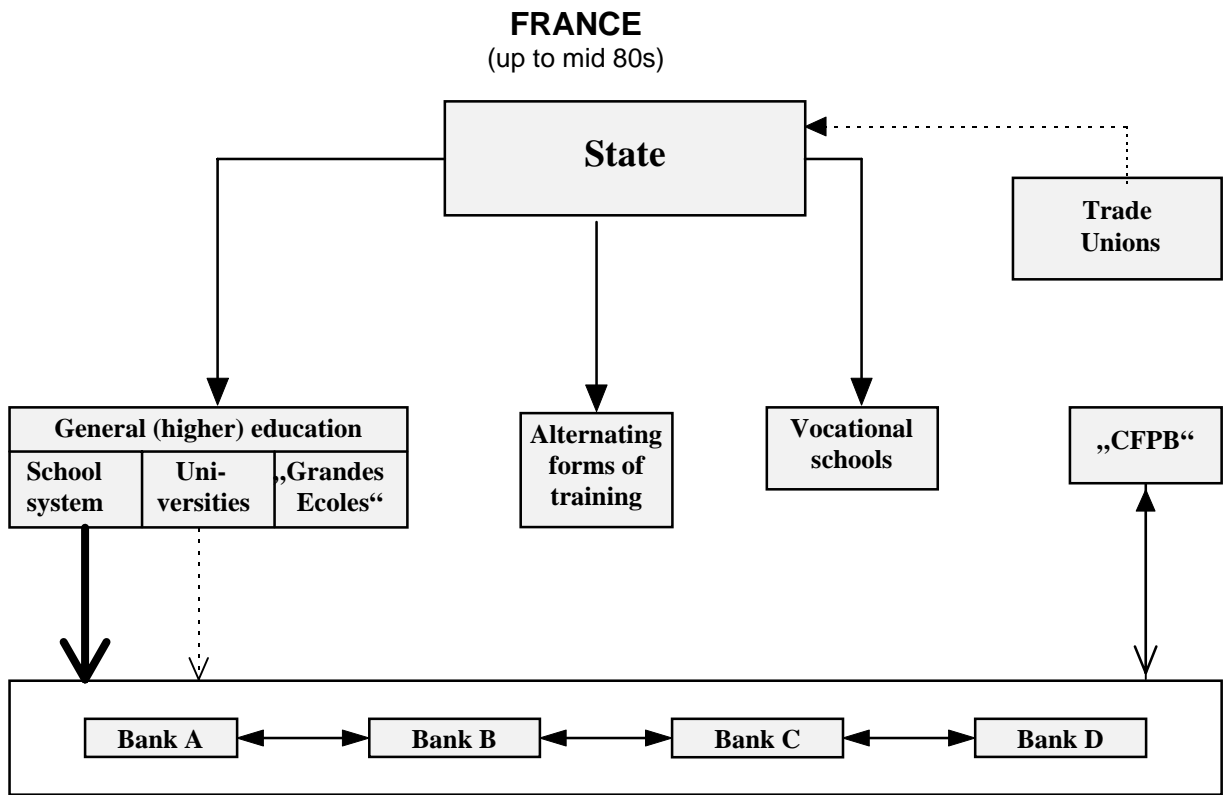 FRANCE
(up to mid 80s)
State
Trade
Unions
General (higher) education
School
system
Uni-
versities
„Grandes
Ecoles“
Alternating
forms of
training
Vocational
schools
„CFPB“
Bank A
Bank B
Bank C
Bank D